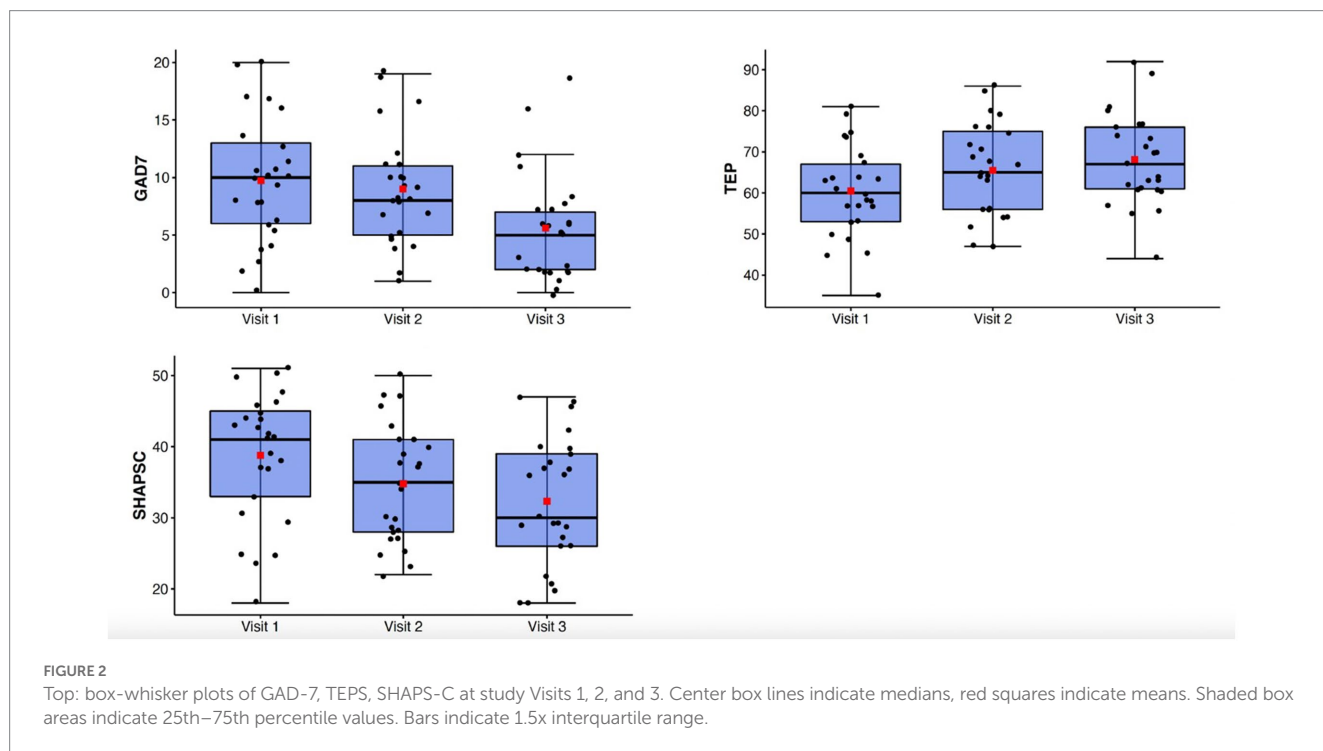 GAD7
20
15
10
5
0
Visit 1 Visit 2 Visit 3
TEP
90
80
70
60
50
40
Visit 1 Visit 2 Visit 3
SHAPSC
50
40
30
20
Visit 1 Visit 2 Visit 3
FIGURE 2
Top: box-whisker plots of GAD-7, TEPS, SHAPS-C at study Visits 1, 2, and 3. Center box lines indicate medians, red squares indicate means. Shaded box
areas indicate 25th–75th percentile values. Bars indicate 1.5x interquartile range.